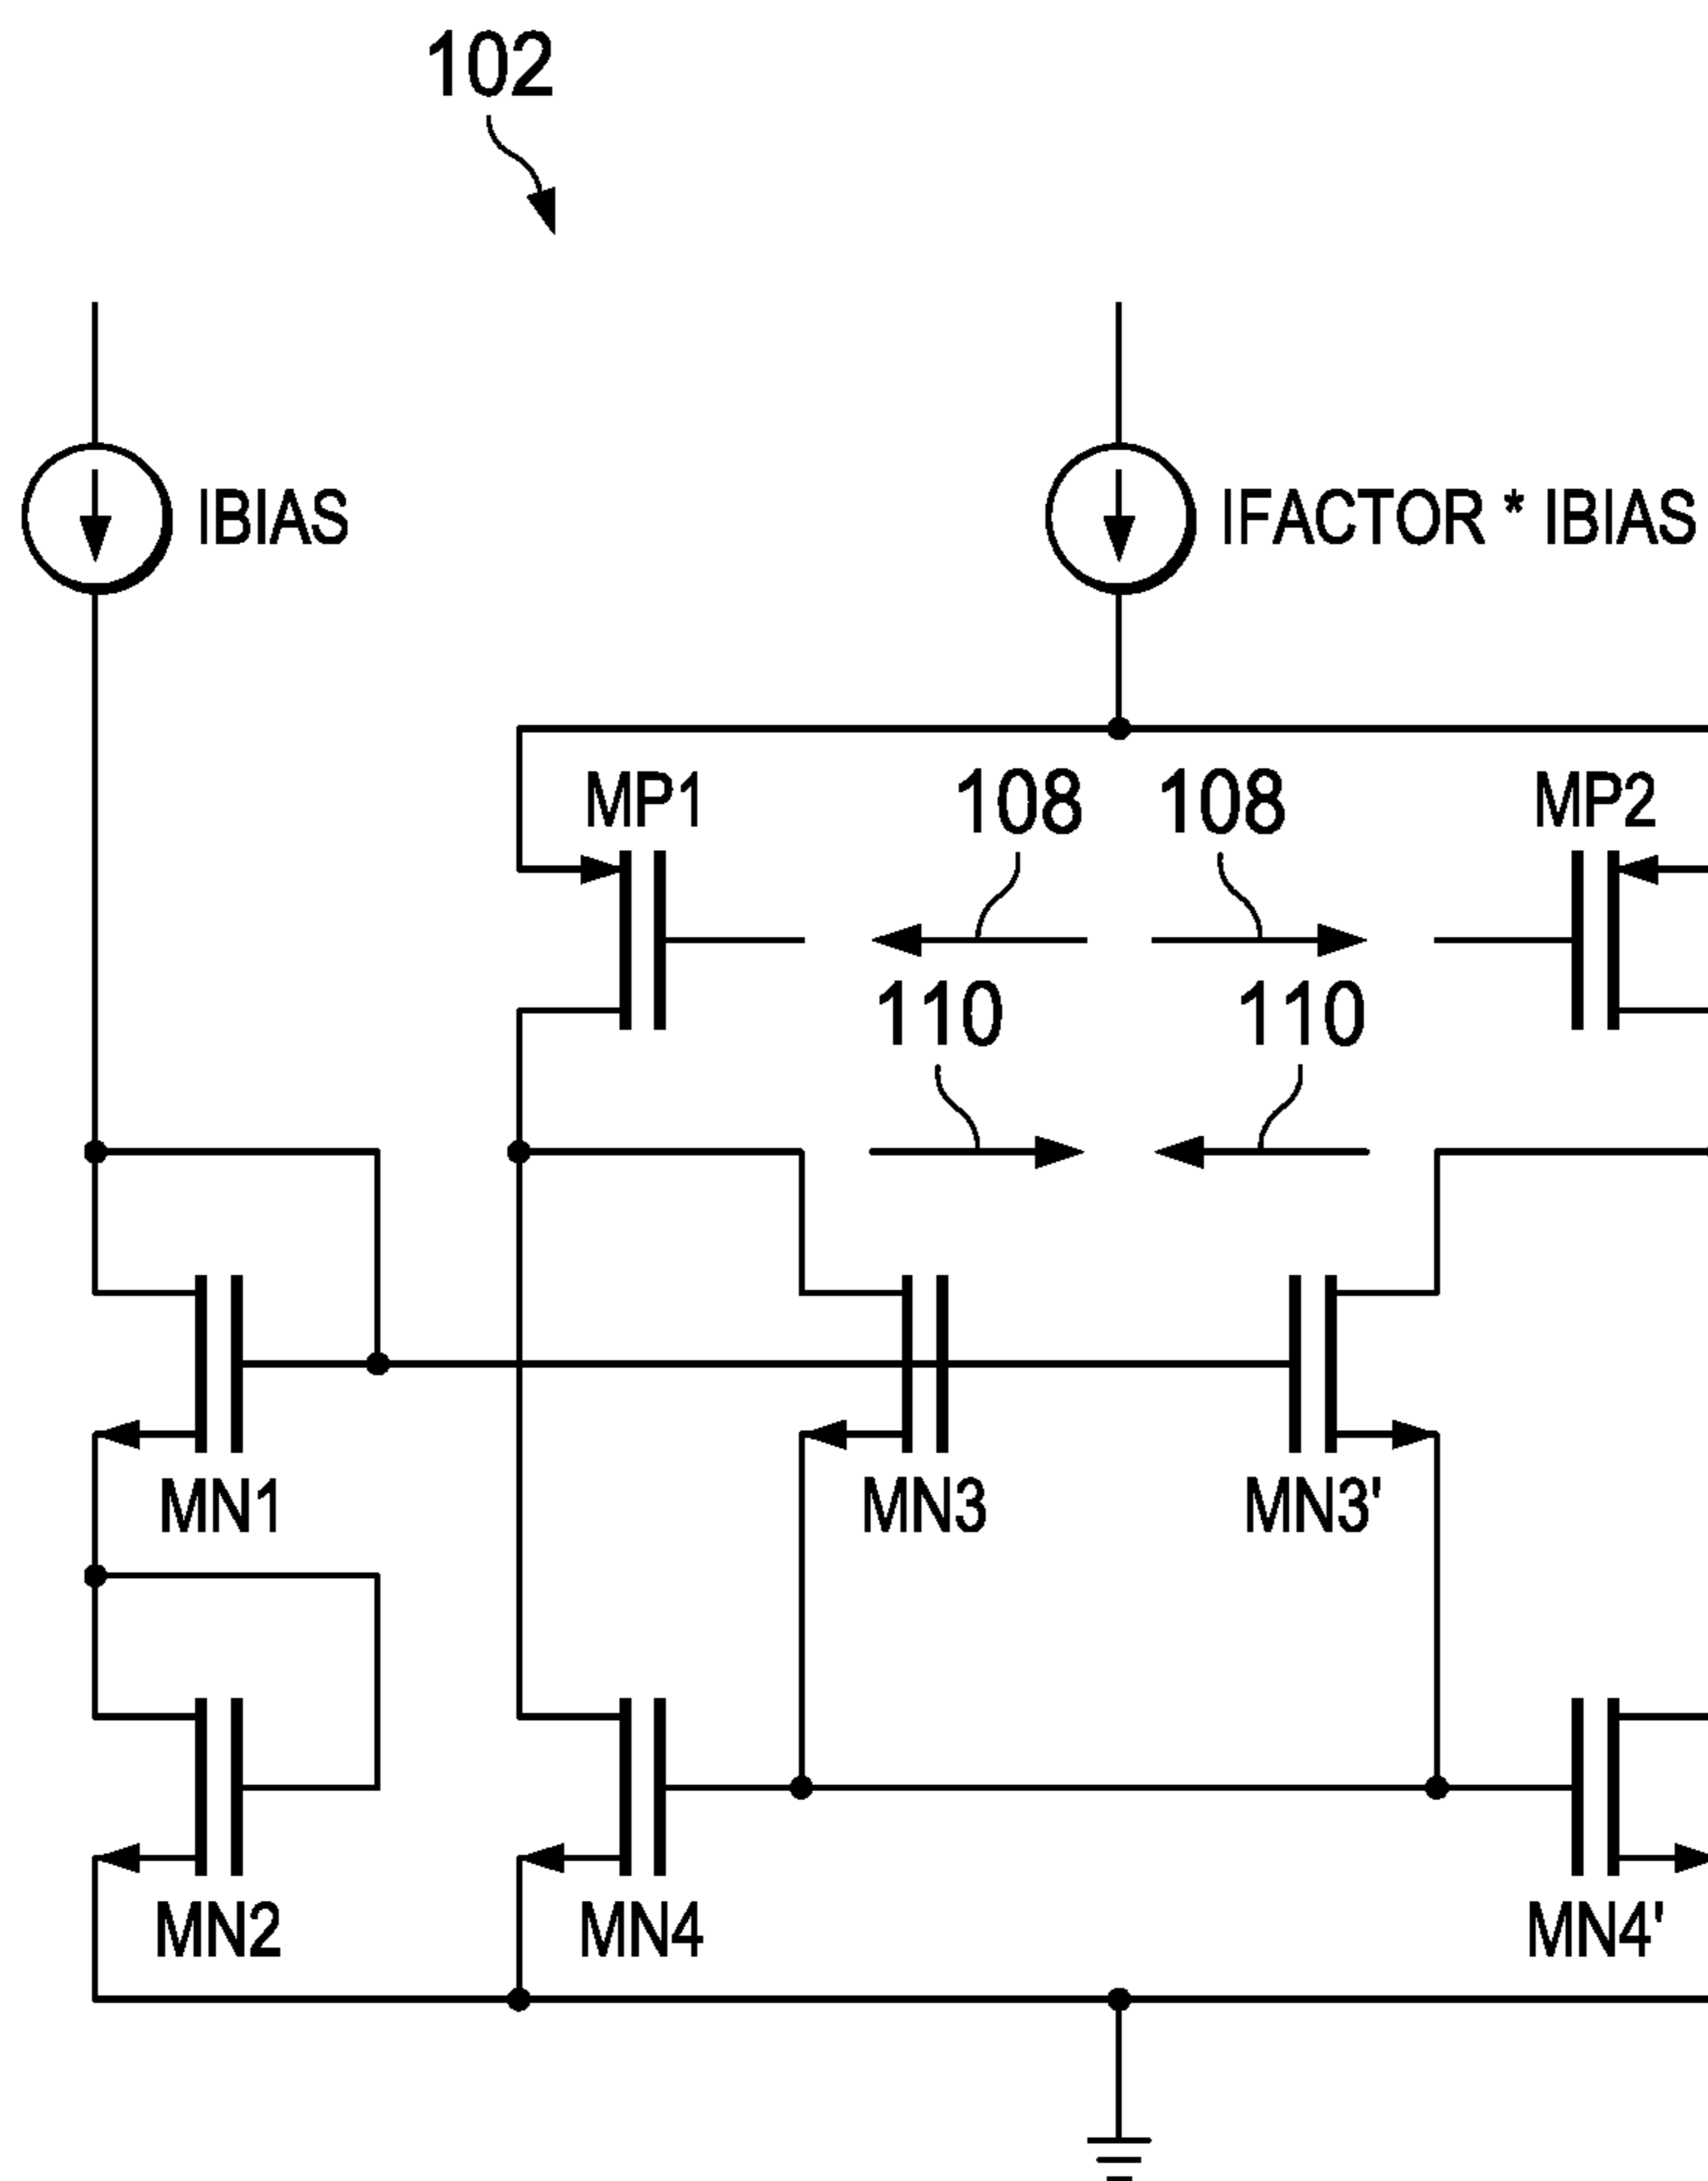 102
IBIAS
IFACTOR * IBIAS
MP1
108
108
MP2
110
110
MN1
MN3
MN3'
MN2
MN4
MN4'